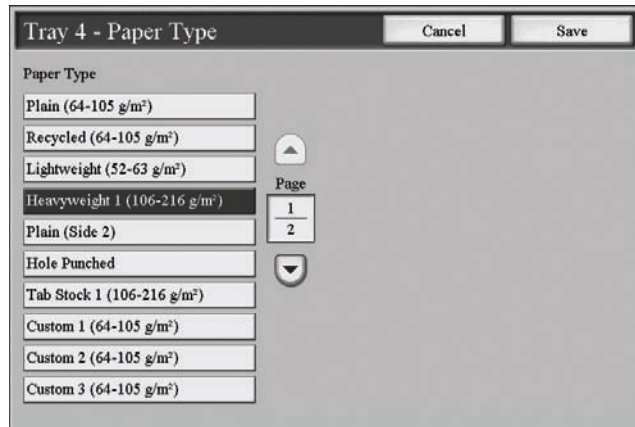 Tray 4 - Paper Type
Cancel
Save
Paper Type
Plain (64-105 g/m²)
Recycled (64-105 g/m²)
Lightweight (52-63 g/m²)
Heavyweight 1 (106-216 g/m²)
Plain (Side 2)
Hole Punched
Tab Stock 1 (106-216 g/m²)
Custom 1 (64-105 g/m²)
Custom 2 (64-105 g/m²)
Custom 3 (64-105 g/m²)
Page
1
2